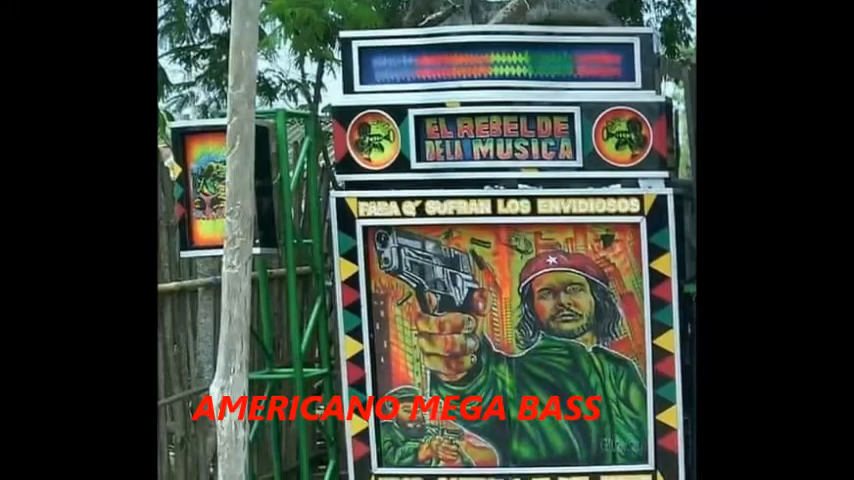 EL REBELDE
DE LA MUSICA
PARA Q' SUFRAN LOS ENVIDIOSOS
AMERICANO MEGA BASS